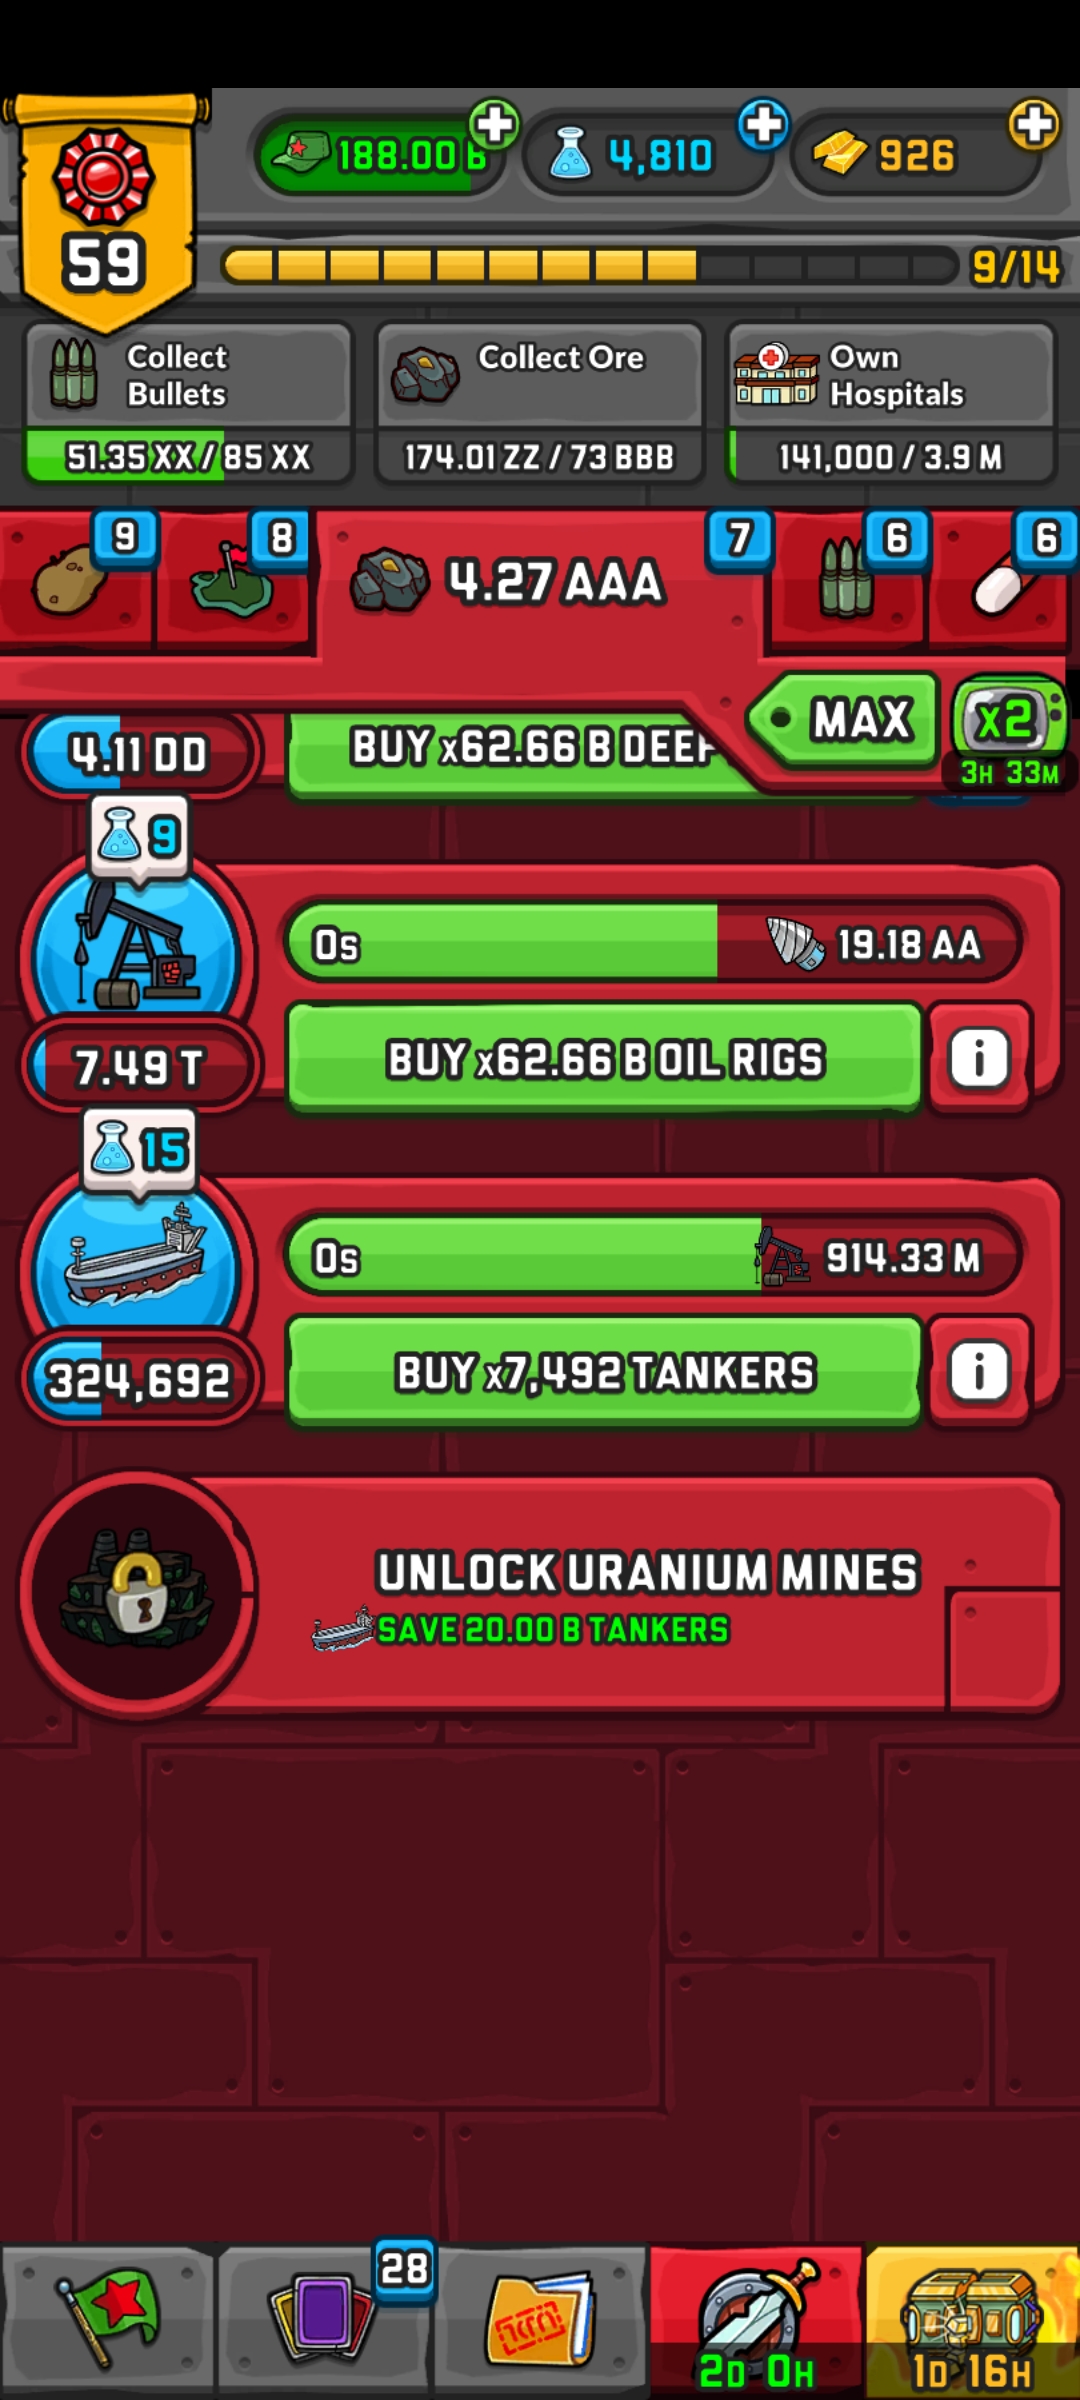 59
188.00 B
4,810
926
9/14
Collect
Bullets
51.35 XX / 85 XX
Collect Ore
174.01 ZZ / 73 BBB
Own
Hospitals
141,000 / 3.9 M
9
8
4.27 AAA
7
6
6
MAX
x2
3H 33M
4.11 DD
BUY x62.66 B DEEP
9
0s
19.18 AA
7.49 T
BUY x62.66 B OIL RIGS
i
15
0s
914.33 M
324,692
BUY x7,492 TANKERS
i
UNLOCK URANIUM MINES
SAVE 20.00 B TANKERS
28
2D 0H
1D 16H